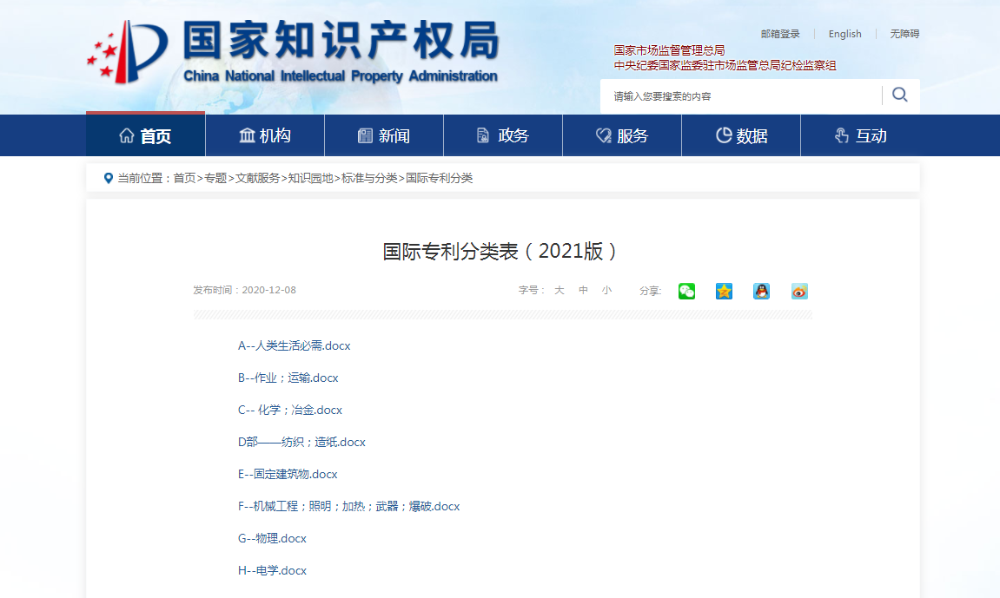 国家知识产权局
China National Intellectual Property Administration
邮箱登录 English 无障碍
国家市场监督管理总局
中央纪委国家监委驻市场监管总局纪检监察组
请输入您要搜索的内容
首页 机构 新闻 政务 服务 数据 互动
当前位置：首页>专题>文献服务>知识园地>标准与分类>国际专利分类
国际专利分类表（2021版）
发布时间：2020-12-08 字号： 大 中 小 分享:
A--人类生活必需.docx
B--作业；运输.docx
C-- 化学；冶金.docx
D部——纺织；造纸.docx
E--固定建筑物.docx
F--机械工程；照明；加热；武器；爆破.docx
G--物理.docx
H--电学.docx